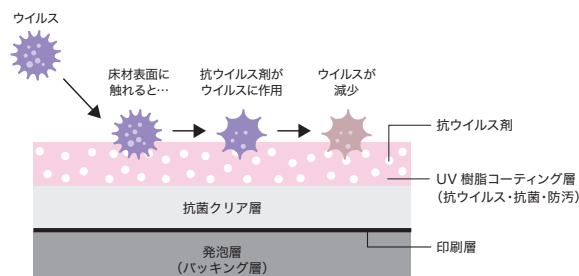 ウイルス
床材表面に
触れると…
抗ウイルス剤が
ウイルスに作用
ウイルスが
減少
抗ウイルス剤
UV 樹脂コーティング層
（抗ウイルス・抗菌・防汚）
抗菌クリア層
印刷層
発泡層
（バッキング層）